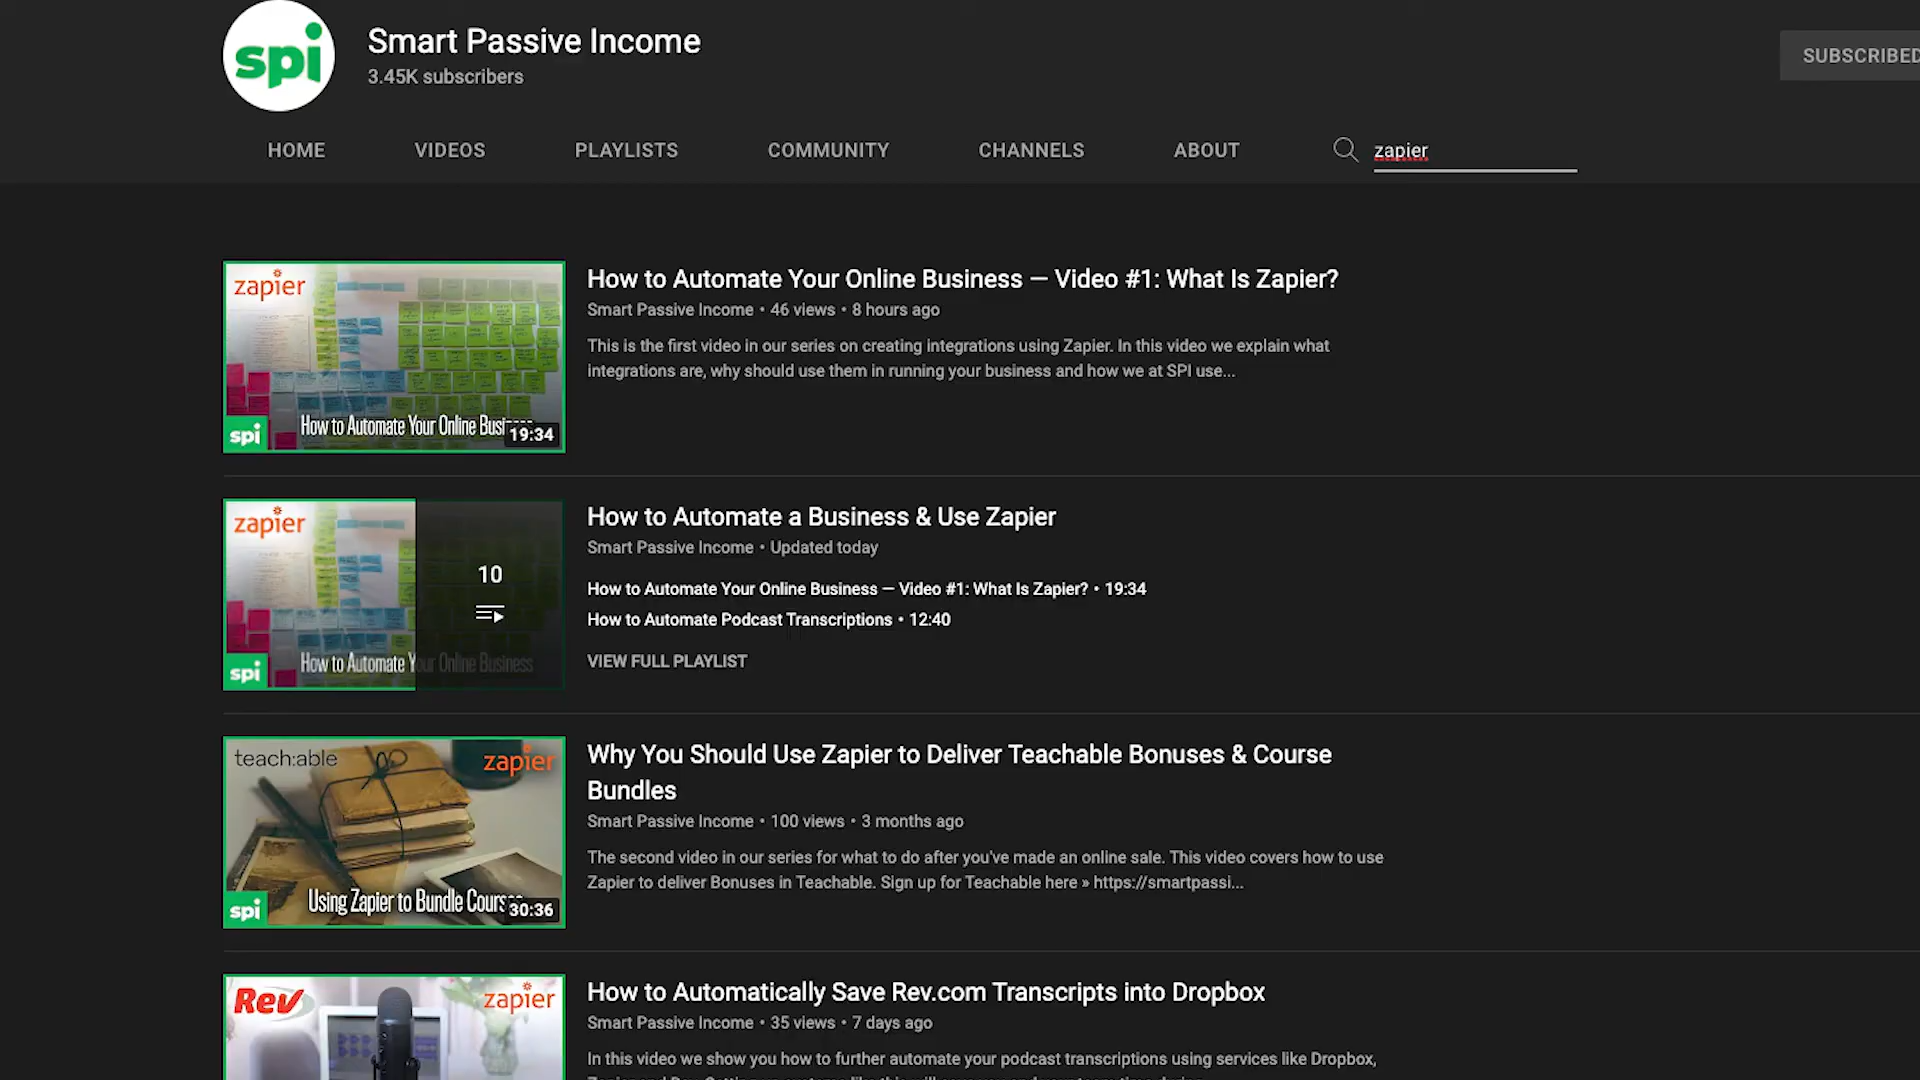 spi
Smart Passive Income
3.45K subscribers
SUBSCRIBED
HOME
VIDEOS
PLAYLISTS
COMMUNITY
CHANNELS
ABOUT
zapier
zapier
How to Automate Your Online Busi
19:34
spi
How to Automate Your Online Business — Video #1: What Is Zapier?
Smart Passive Income • 46 views • 8 hours ago
This is the first video in our series on creating integrations using Zapier. In this video we explain what
integrations are, why should use them in running your business and how we at SPI use...
zapier
10
How to Automate Your Online Business
spi
How to Automate a Business & Use Zapier
Smart Passive Income • Updated today
How to Automate Your Online Business — Video #1: What Is Zapier? • 19:34
How to Automate Podcast Transcriptions • 12:40
VIEW FULL PLAYLIST
teach:able
zapier
Using Zapier to Bundle Cours
30:36
spi
Why You Should Use Zapier to Deliver Teachable Bonuses & Course
Bundles
Smart Passive Income • 100 views • 3 months ago
The second video in our series for what to do after you've made an online sale. This video covers how to use
Zapier to deliver Bonuses in Teachable. Sign up for Teachable here » https://smartpassi...
Rev
zapier
How to Automatically Save Rev.com Transcripts into Dropbox
Smart Passive Income • 35 views • 7 days ago
In this video we show you how to further automate your podcast transcriptions using services like Dropbox,